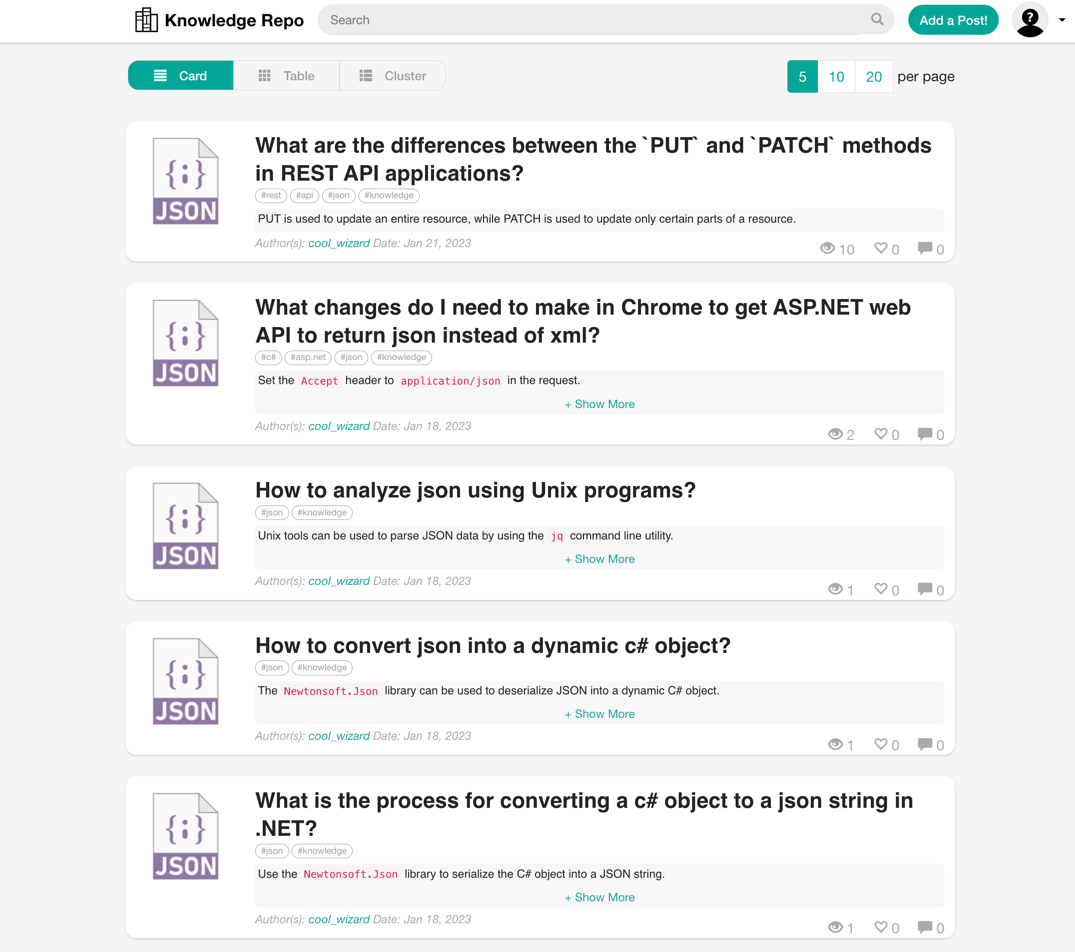 Knowledge Repo
Search
Add a Post!
?
Card
Table
Cluster
5
10
20
per page
{;}
JSON
What are the differences between the `PUT` and `PATCH` methods
in REST API applications?
#rest
#api
#json
#knowledge
PUT is used to update an entire resource, while PATCH is used to update only certain parts of a resource.
Author(s): cool_wizard Date: Jan 21, 2023
10
0
0
{;}
JSON
What changes do I need to make in Chrome to get ASP.NET web
API to return json instead of xml?
#c#
#asp.net
#json
#knowledge
Set the Accept header to application/json in the request.
+ Show More
Author(s): cool_wizard Date: Jan 18, 2023
2
0
0
{;}
JSON
How to analyze json using Unix programs?
#json
#knowledge
Unix tools can be used to parse JSON data by using the jq command line utility.
+ Show More
Author(s): cool_wizard Date: Jan 18, 2023
1
0
0
{;}
JSON
How to convert json into a dynamic c# object?
#json
#knowledge
The Newtonsoft.Json library can be used to deserialize JSON into a dynamic C# object.
+ Show More
Author(s): cool_wizard Date: Jan 18, 2023
1
0
0
{;}
JSON
What is the process for converting a c# object to a json string in
.NET?
#json
#knowledge
Use the Newtonsoft.Json library to serialize the C# object into a JSON string.
+ Show More
Author(s): cool_wizard Date: Jan 18, 2023
1
0
0